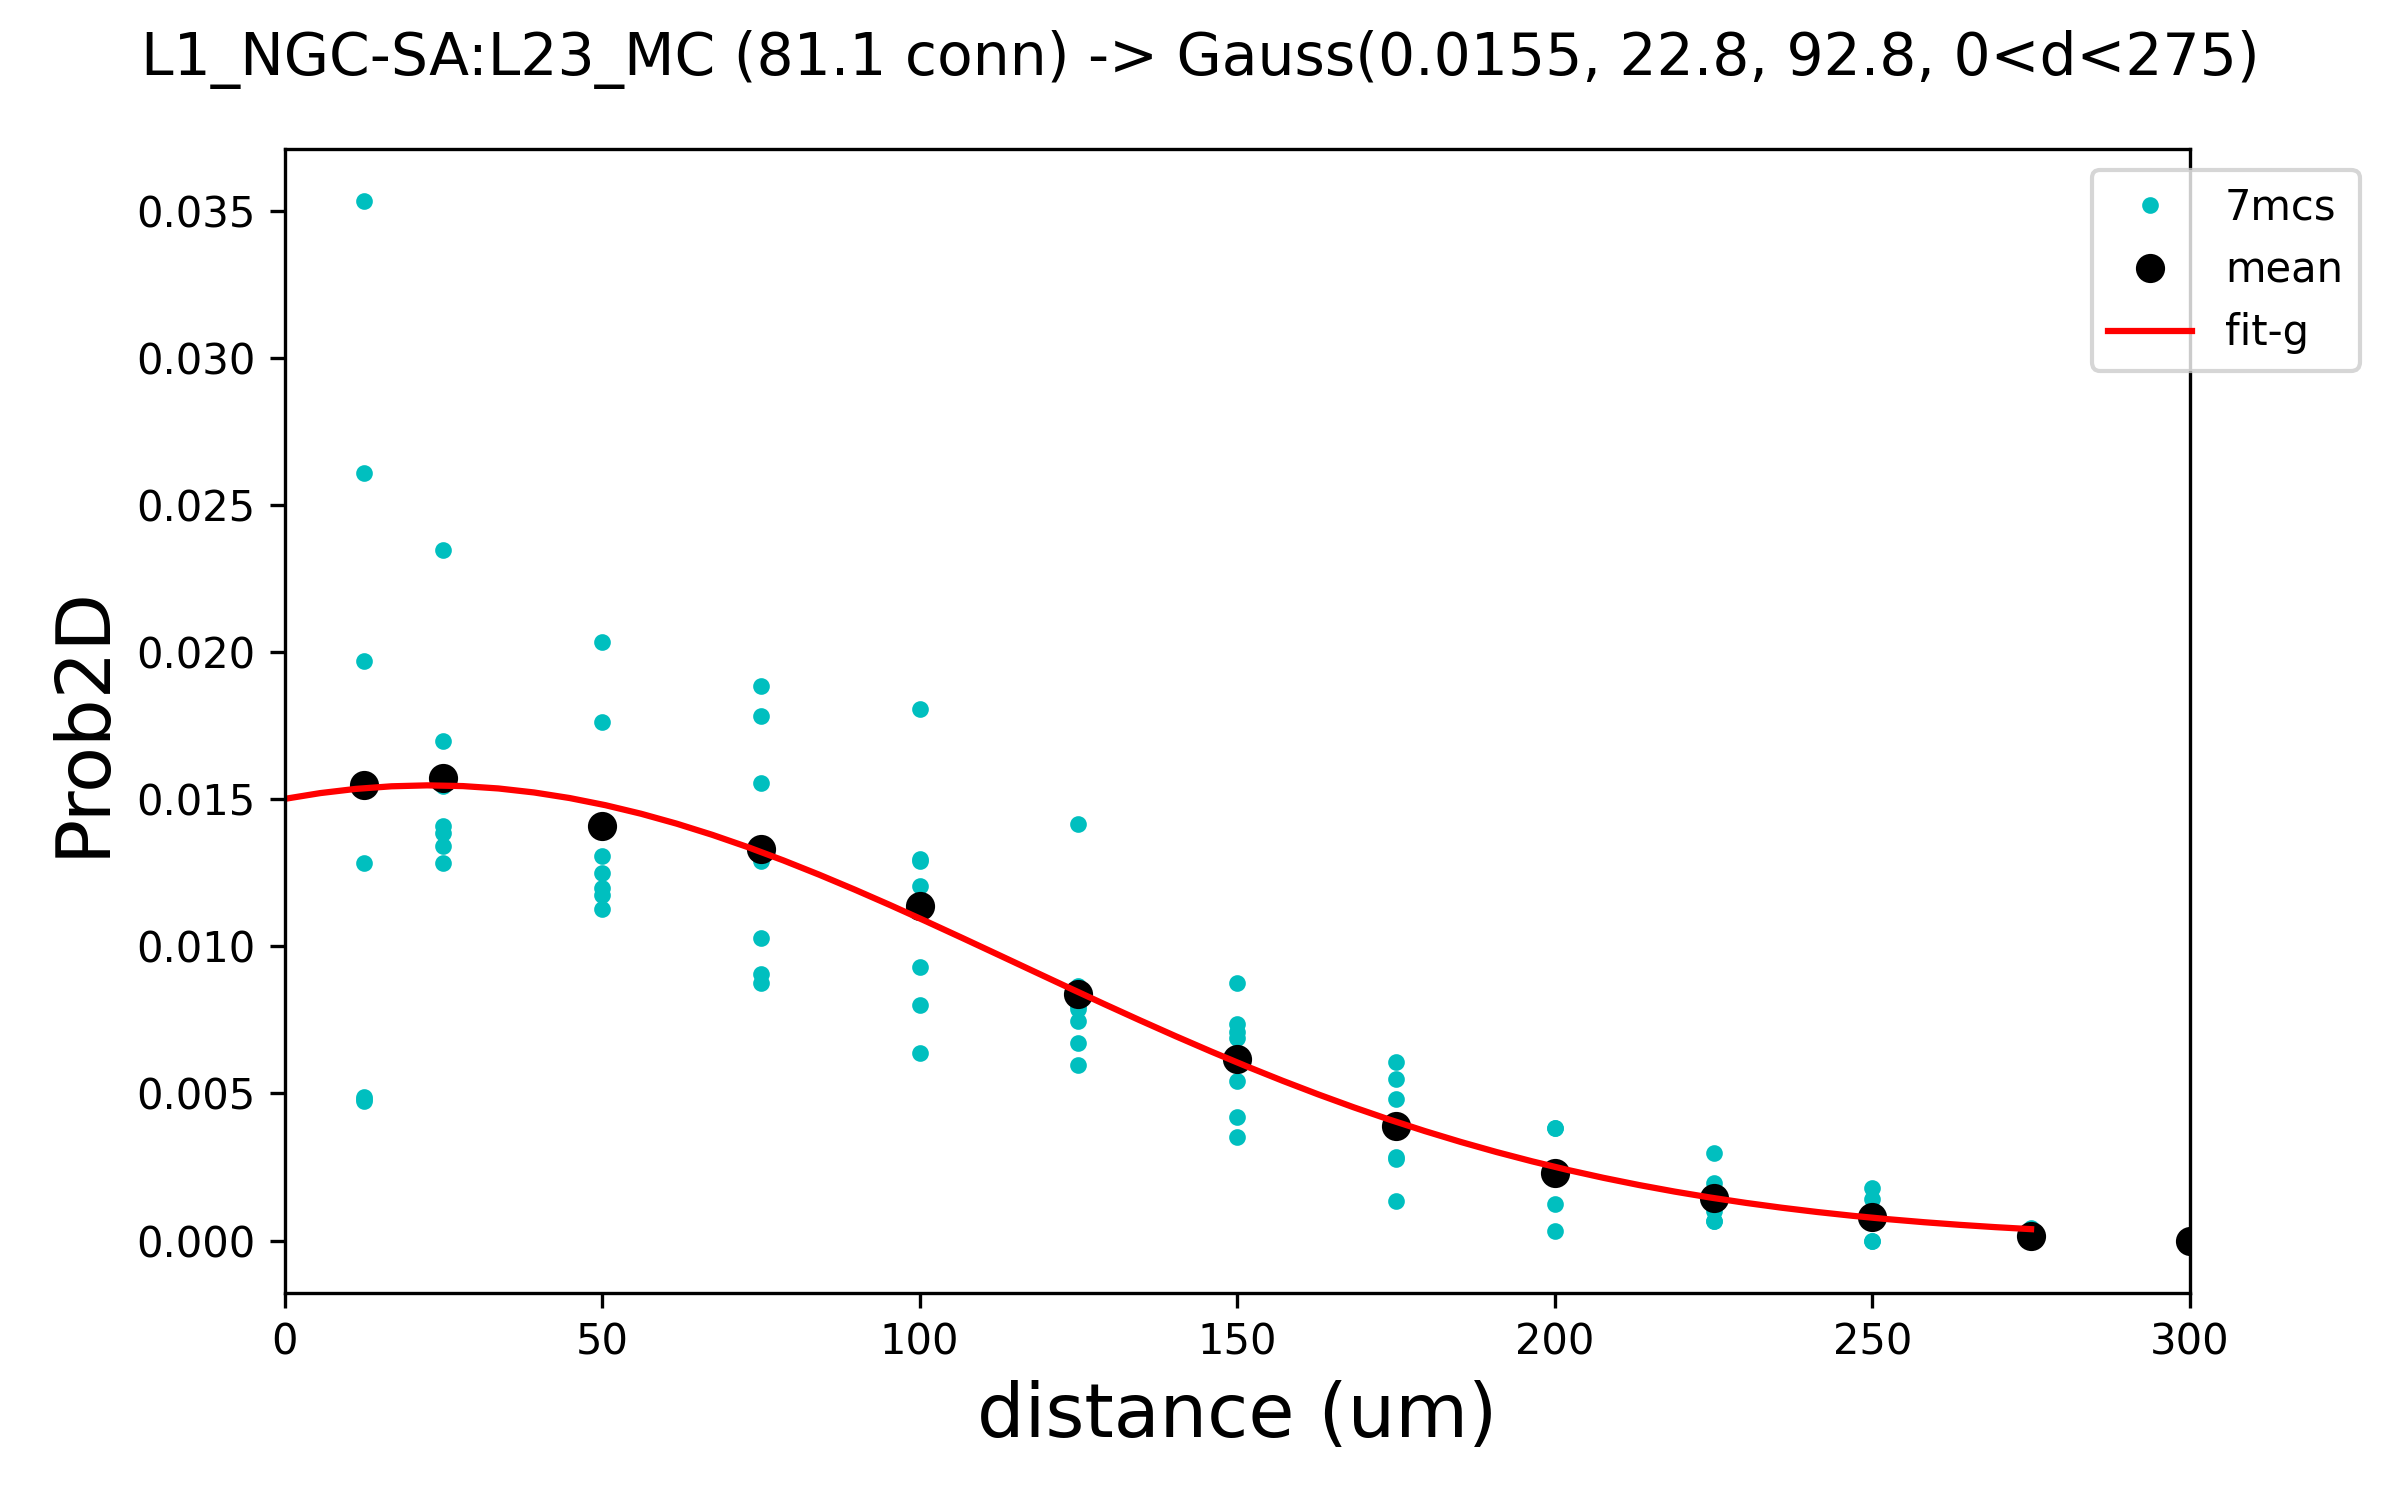 L1_NGC-SA:L23_MC (81.1 conn) -> Gauss(0.0155, 22.8, 92.8, 0<d<275)
7mcs
mean
fit-g
Prob2D
0.035
0.030
0.025
0.020
0.015
0.010
0.005
0.000
0 50 100 150 200 250 300
distance (um)